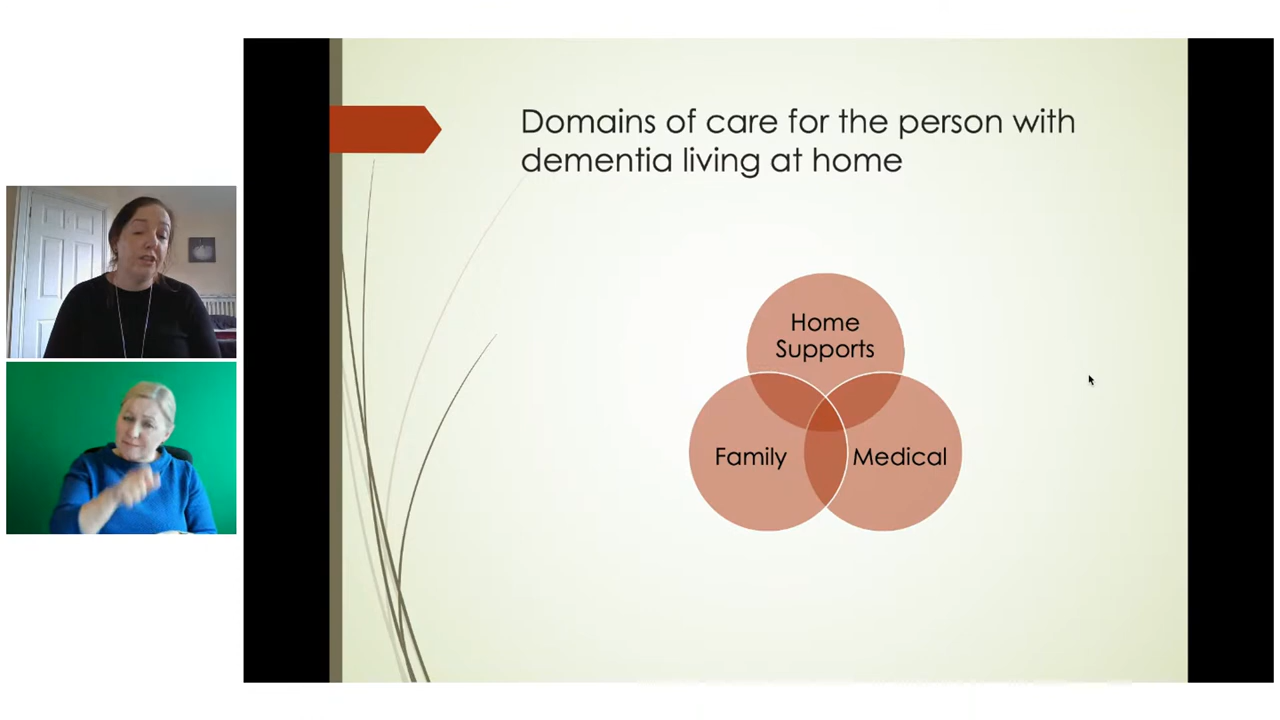 Domains of care for the person with
dementia living at home
Home
Supports
Family
Medical